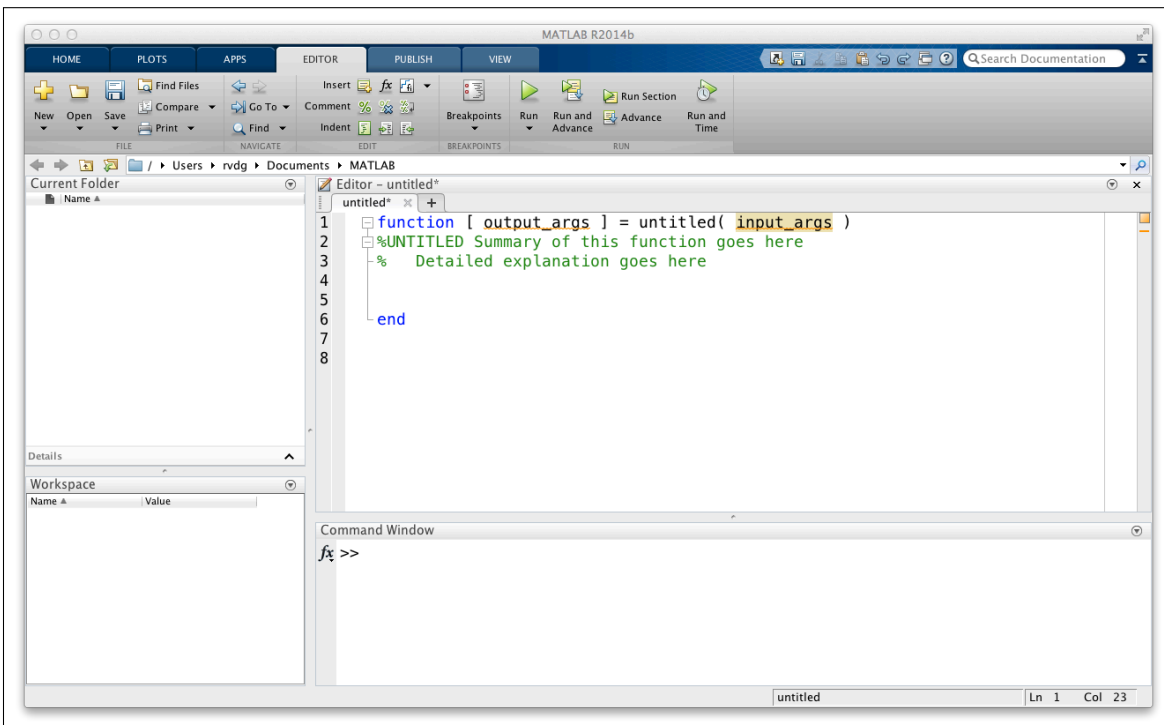 MATLAB R2014b
HOME PLOTS APPS EDITOR PUBLISH VIEW Search Documentation
New Open Save Find Files Compare Print
FILE
Go To Find
NAVIGATE
Insert fx
Comment %
Indent
EDIT
Breakpoints
BREAKPOINTS
Run Run and Advance Run Section Advance Run and Time
RUN
/ Users rvdg Documents MATLAB
Current Folder
Name
Details
Workspace
Name Value
Editor – untitled*
untitled* +
1 function [ output_args ] = untitled( input_args )
2 %UNTITLED Summary of this function goes here
3 % Detailed explanation goes here
4
5
6 end
7
8
Command Window
fx >>
untitled Ln 1 Col 23